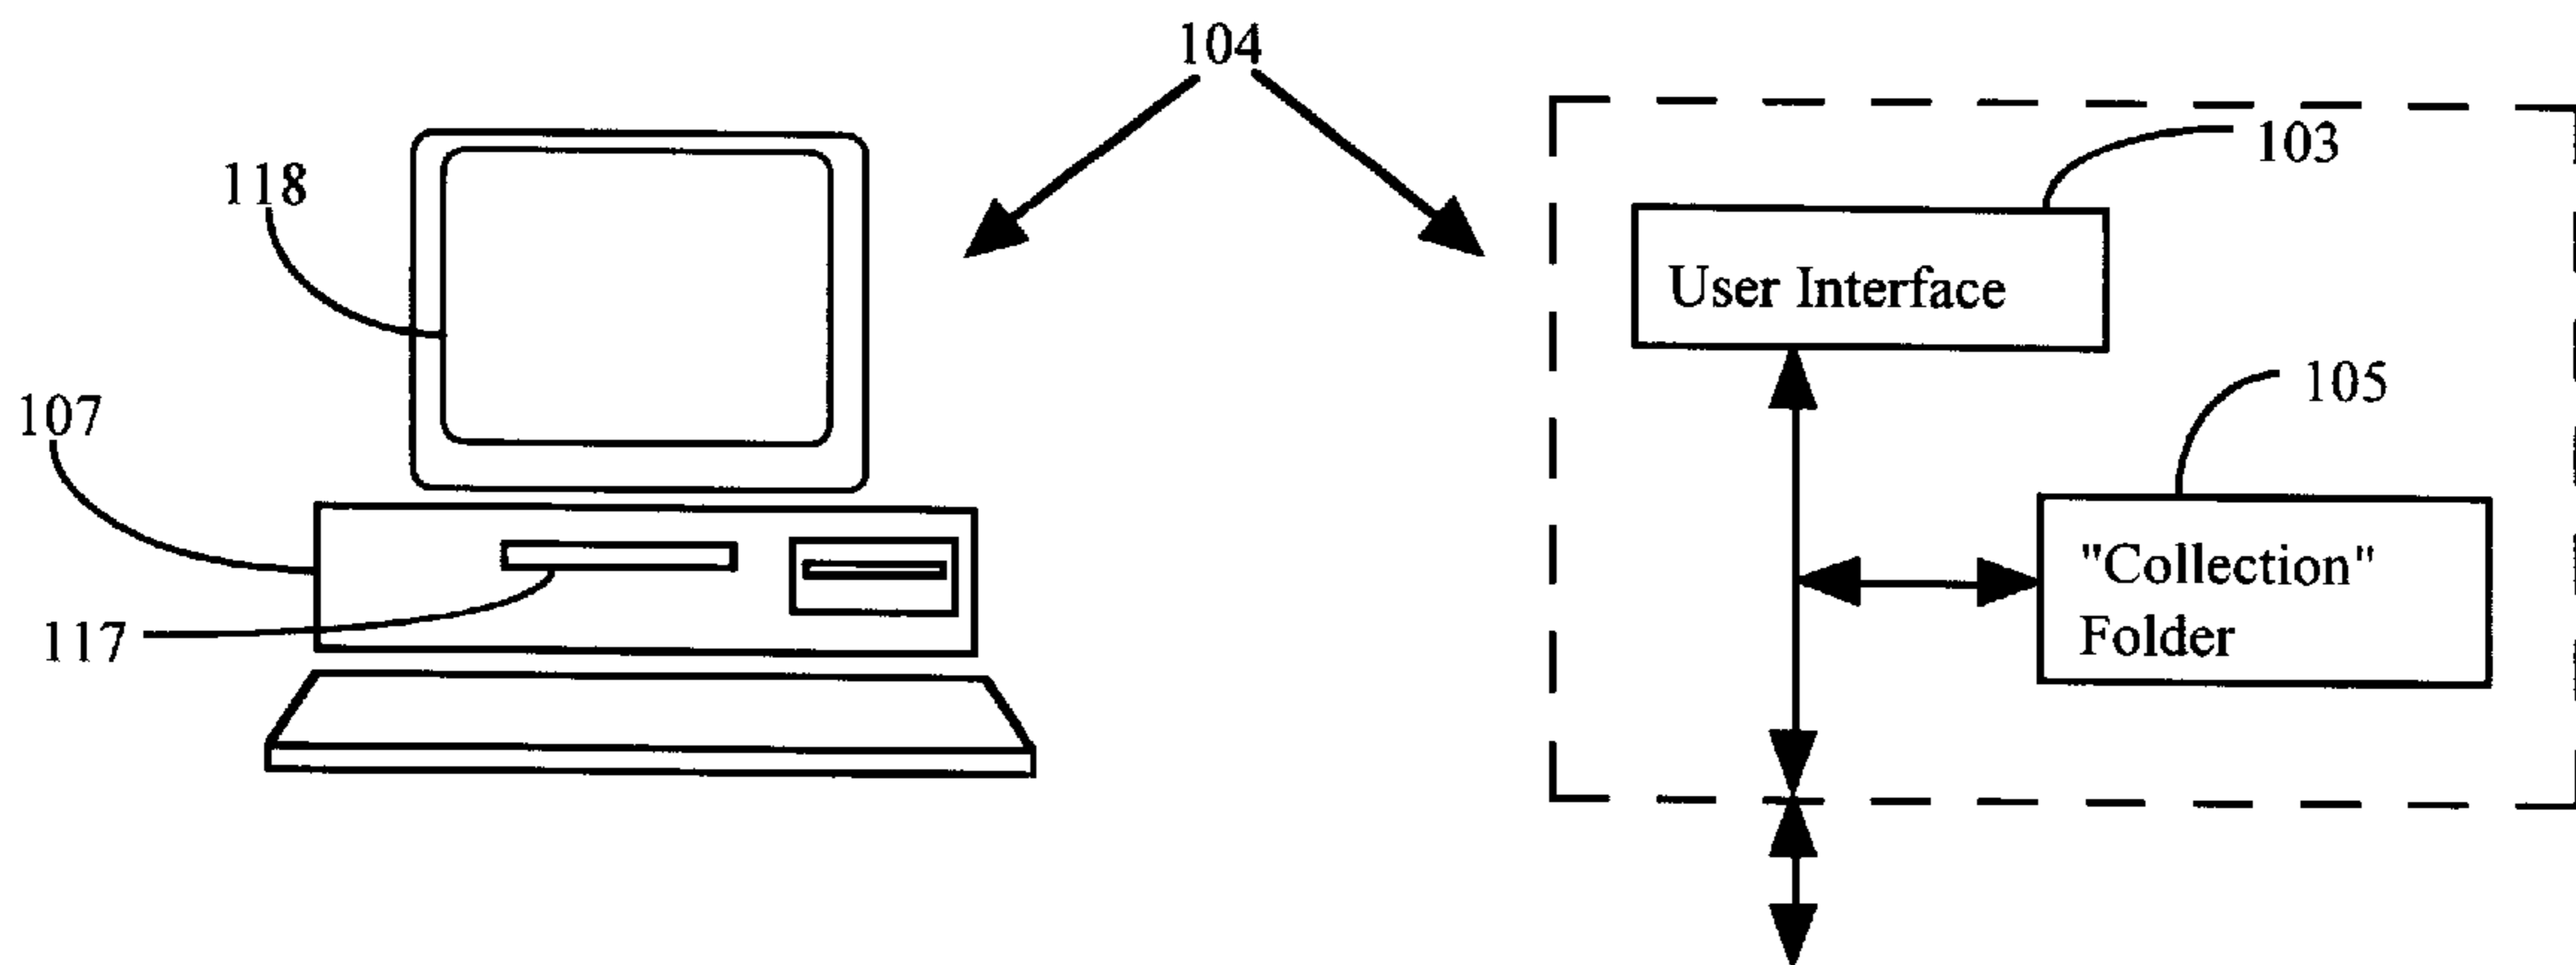 104
103
118
User Interface
105
107
"Collection"
Folder
117